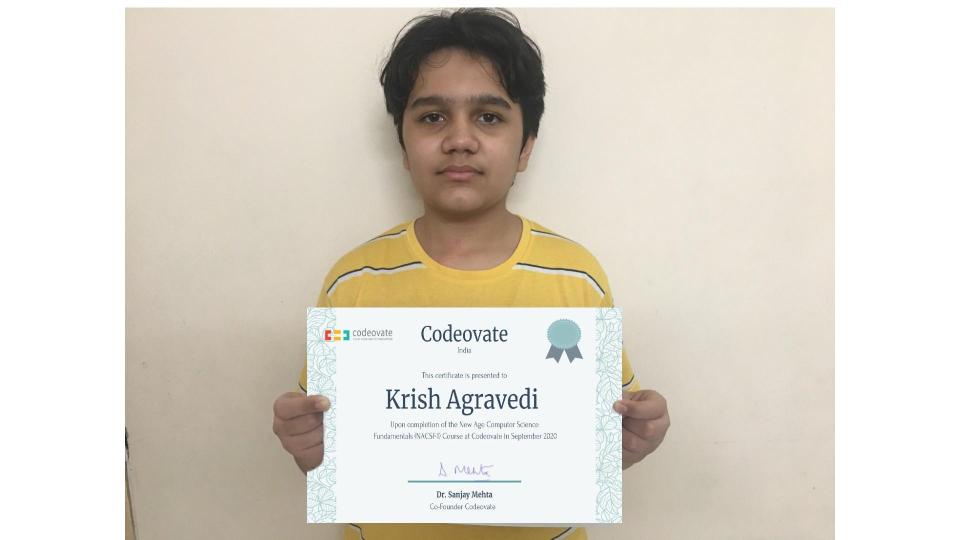 codeovate
Codeovate
India
This certificate is presented to
Krish Agravedi
Upon completion of the New Age Computer Science
Fundamentals (NACSF-1) Course at Codeovate in September 2020
S Mehta
Dr. Sanjay Mehta
Co-Founder Codeovate